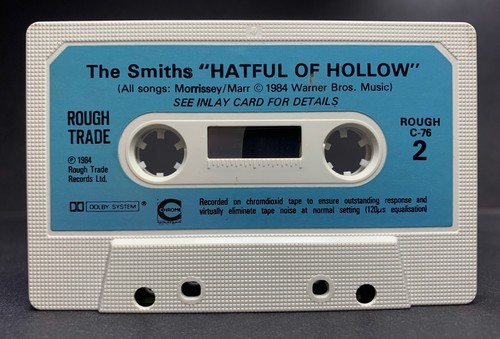 The Smiths "HATFUL OF HOLLOW"
(All songs: Morrissey/Marr © 1984 Warner Bros. Music)
SEE INLAY CARD FOR DETAILS
ROUGH
TRADE
℗ 1984
Rough Trade
Records Ltd.
ROUGH
C-76
2
DOLBY SYSTEM ®
CHROME
Recorded on chromdioxid tape to ensure outstanding response and
virtually eliminate tape noise at normal setting (120μs equalisation)